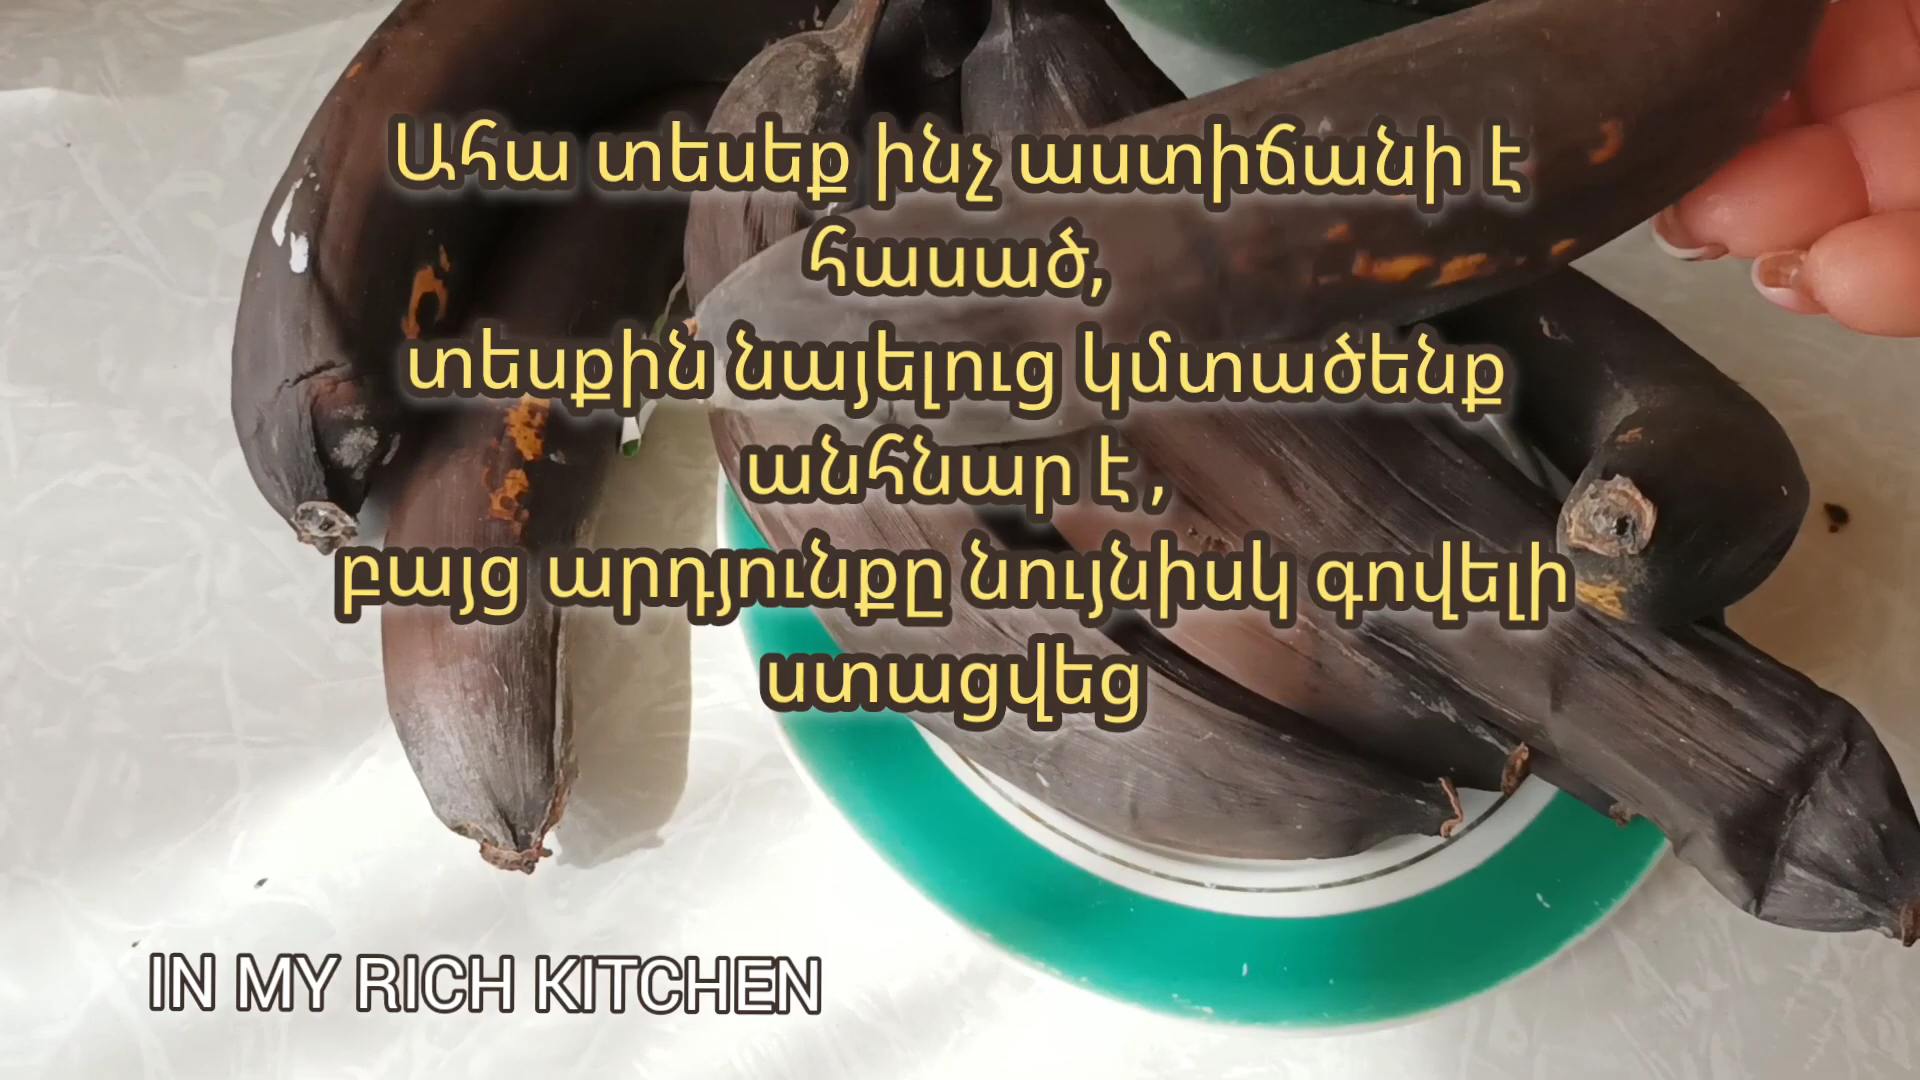 Ահա տեսեք ինչ աստիճանի է
հասած,
տեսքին նայելուց կմտածենք
անհնար է ,
բայց արդյունքը նույնիսկ գովելի
ստացվեց
IN MY RICH KITCHEN